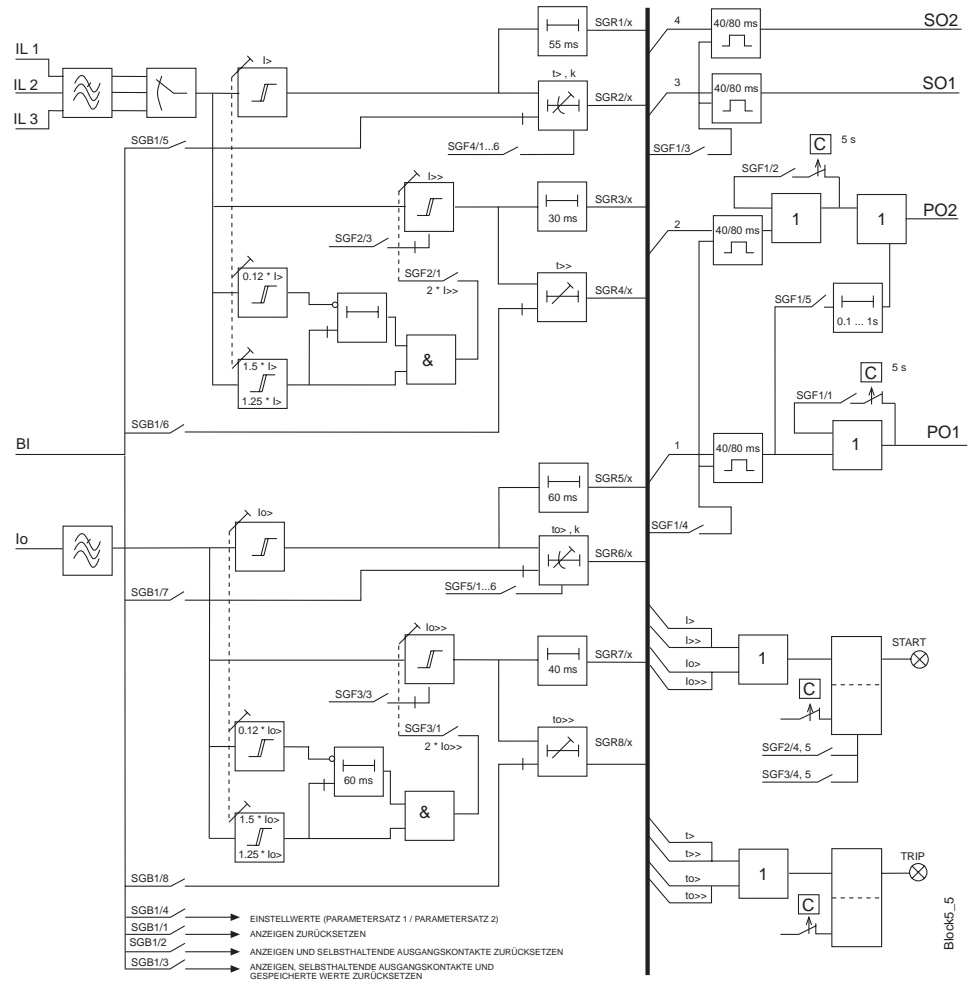 IL 1
IL 2
IL 3
I>
55 ms
SGR1/x
t> , k
SGR2/x
SGB1/5
SGF4/1...6
I>>
30 ms
SGR3/x
SGF2/3
SGF2/1
2 * I>>
t>>
SGR4/x
0.12 * I>
1.5 * I>
1.25 * I>
&
SGB1/6
BI
Io
Io>
60 ms
SGR5/x
to> , k
SGR6/x
SGB1/7
SGF5/1...6
Io>>
40 ms
SGR7/x
SGF3/3
SGF3/1
2 * Io>>
to>>
SGR8/x
0.12 * Io>
60 ms
1.5 * Io>
1.25 * Io>
&
SGB1/8
SGB1/4
EINSTELLWERTE (PARAMETERSATZ 1 / PARAMETERSATZ 2)
SGB1/1
ANZEIGEN ZURÜCKSETZEN
SGB1/2
ANZEIGEN UND SELBSTHALTENDE AUSGANGSKONTAKTE ZURÜCKSETZEN
SGB1/3
ANZEIGEN, SELBSTHALTENDE AUSGANGSKONTAKTE UND
GESPEICHERTE WERTE ZURÜCKSETZEN
4
40/80 ms
SO2
3
40/80 ms
SO1
SGF1/3
C
5 s
SGF1/2
1
1
PO2
2
40/80 ms
SGF1/5
0.1 ... 1s
C
5 s
SGF1/1
1
PO1
1
40/80 ms
SGF1/4
I>
I>>
Io>
Io>>
1
C
START
SGF2/4, 5
SGF3/4, 5
t>
t>>
to>
to>>
1
C
TRIP
Block5_5